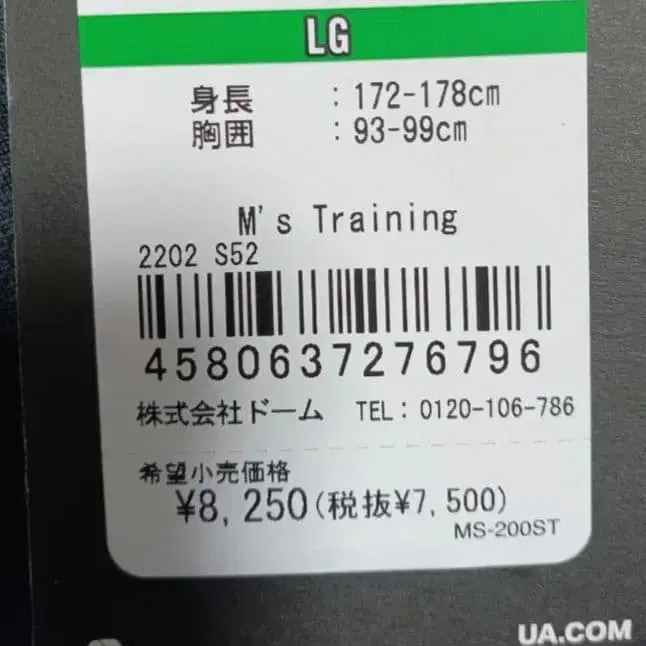 LG
身長 : 172-178cm
胸囲 : 93-99cm
M's Training
2202 S52
4580637276796
株式会社ドーム TEL: 0120-106-786
希望小売価格
¥8,250(税抜¥7,500)
MS-200ST
UA.COM